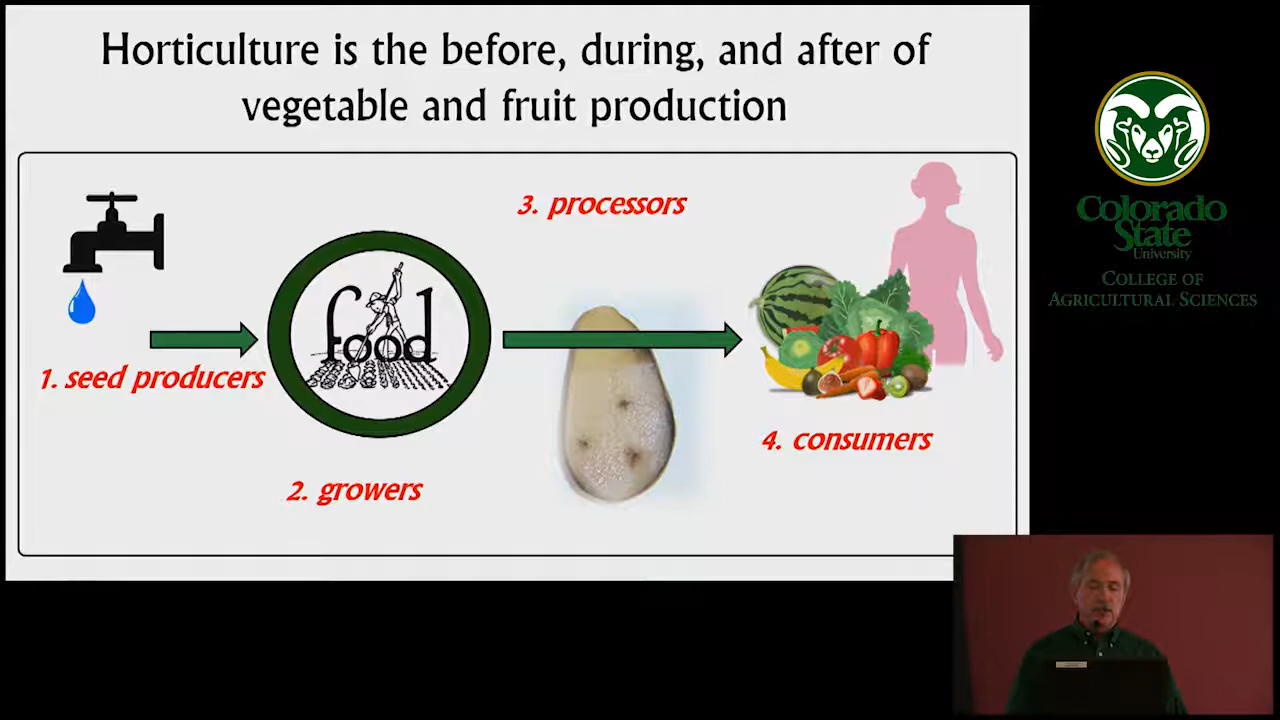 Horticulture is the before, during, and after of
vegetable and fruit production
3. processors
food
1. seed producers
4. consumers
2. growers
Colorado
State
University
COLLEGE OF
AGRICULTURAL SCIENCES